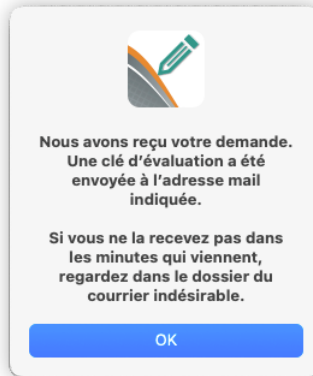 Nous avons reçu votre demande.
Une clé d’évaluation a été
envoyée à l’adresse mail
indiquée.
Si vous ne la recevez pas dans
les minutes qui viennent,
regardez dans le dossier du
courrier indésirable.
OK